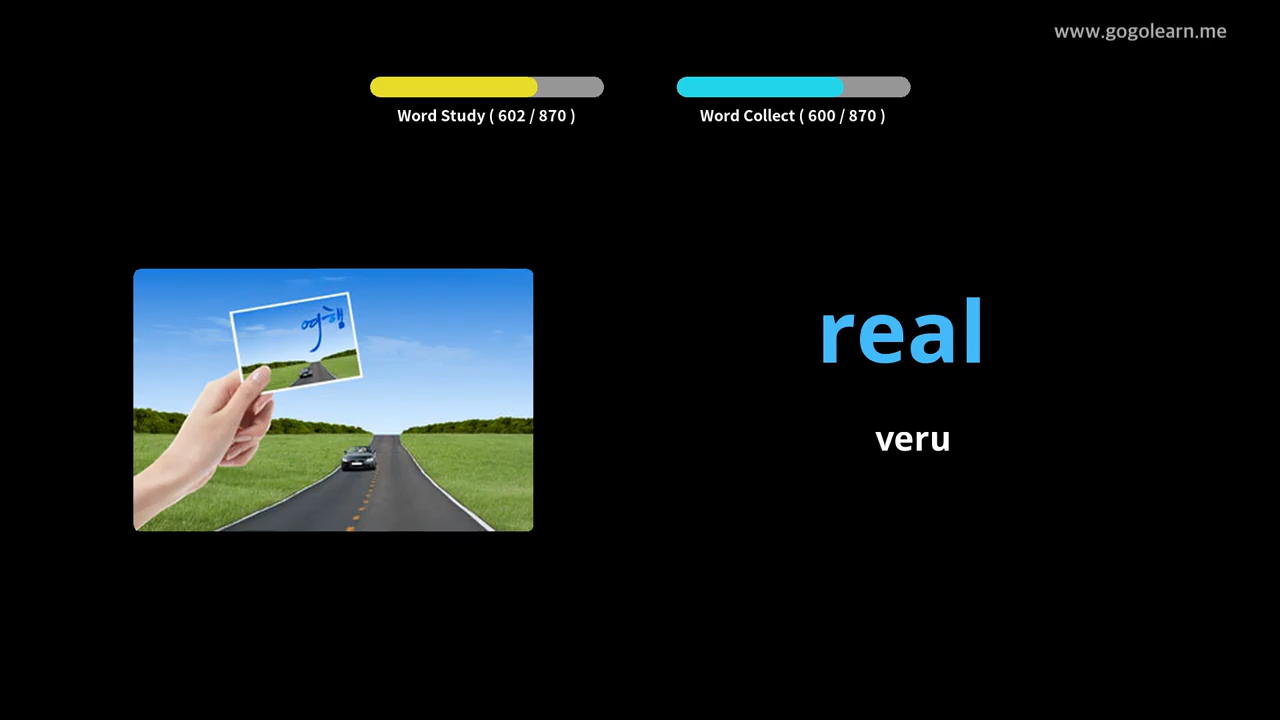 www.gogolearn.me
Word Study ( 602 / 870 )
Word Collect ( 600 / 870 )
여행
real
veru